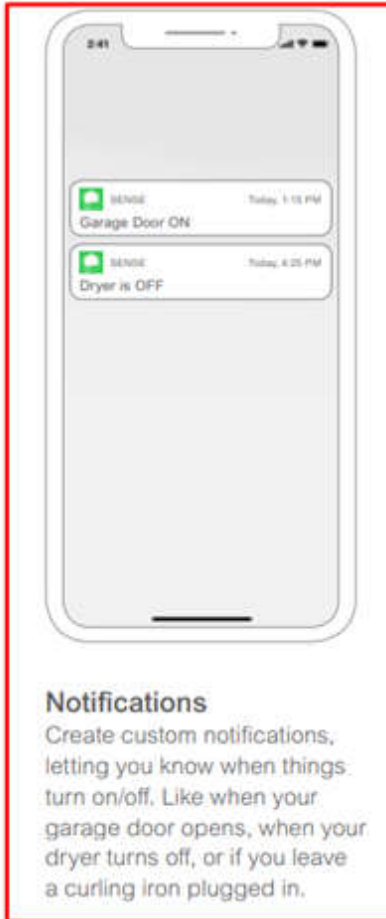 2:41
SENSE Today, 1:15 PM
Garage Door ON
SENSE Today, 4:25 PM
Dryer is OFF
Notifications
Create custom notifications,
letting you know when things
turn on/off. Like when your
garage door opens, when your
dryer turns off, or if you leave
a curling iron plugged in.